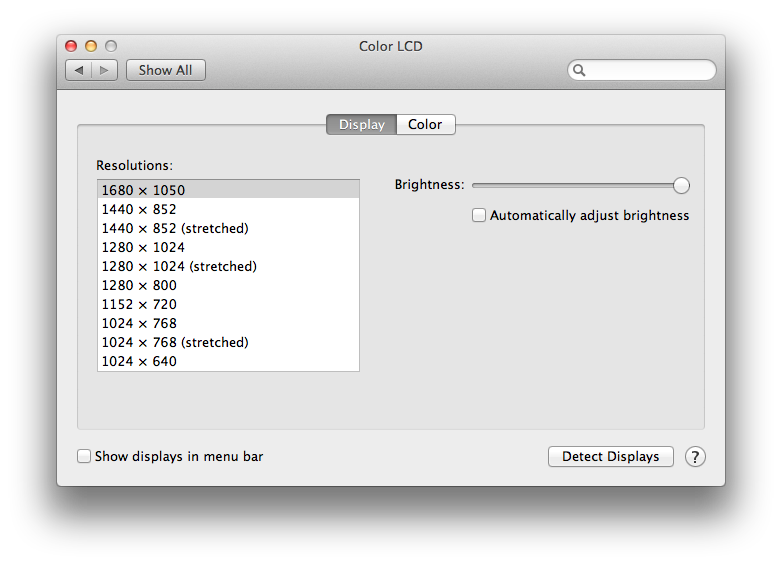 Color LCD
Show All
Display Color
Resolutions:
1680 × 1050
1440 × 852
1440 × 852 (stretched)
1280 × 1024
1280 × 1024 (stretched)
1280 × 800
1152 × 720
1024 × 768
1024 × 768 (stretched)
1024 × 640
Brightness:
Automatically adjust brightness
Show displays in menu bar
Detect Displays ?